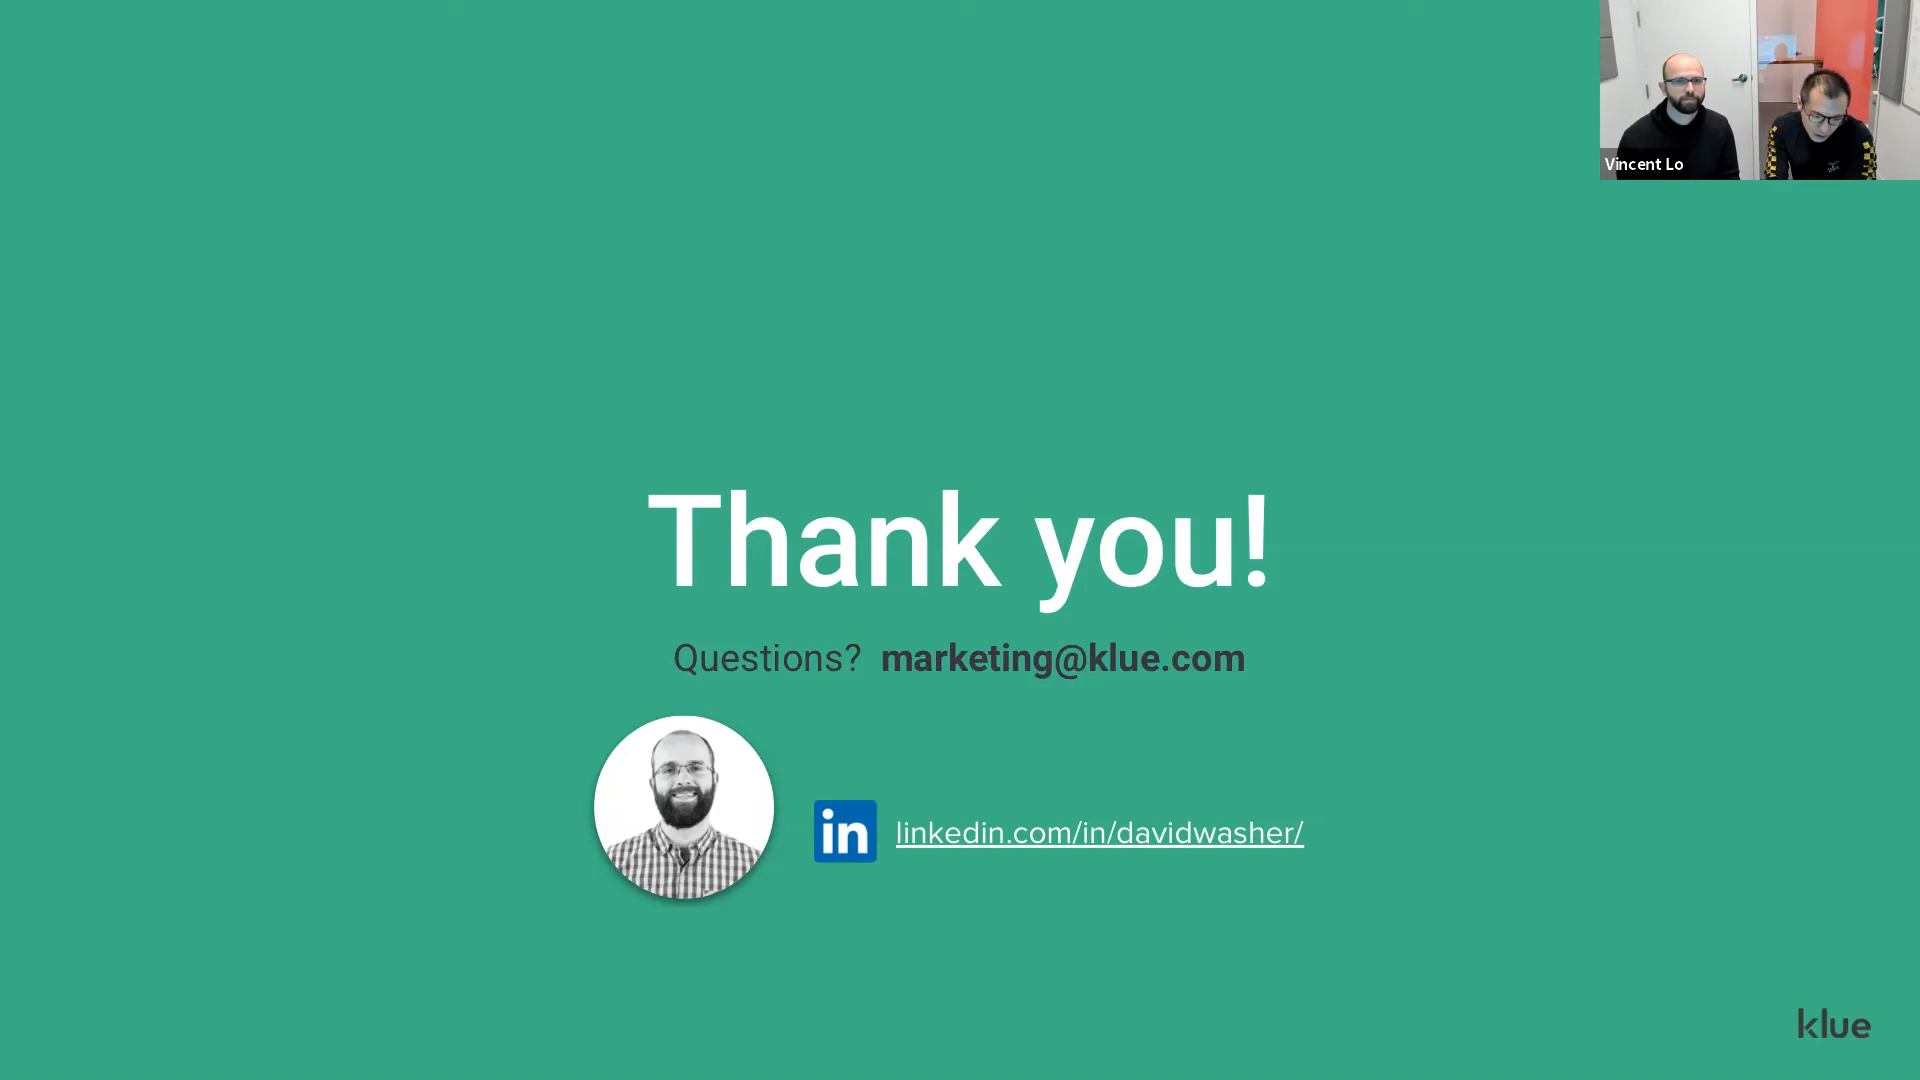 Vincent Lo
Thank you!
Questions? marketing@klue.com
in
linkedin.com/in/davidwasher/
klue